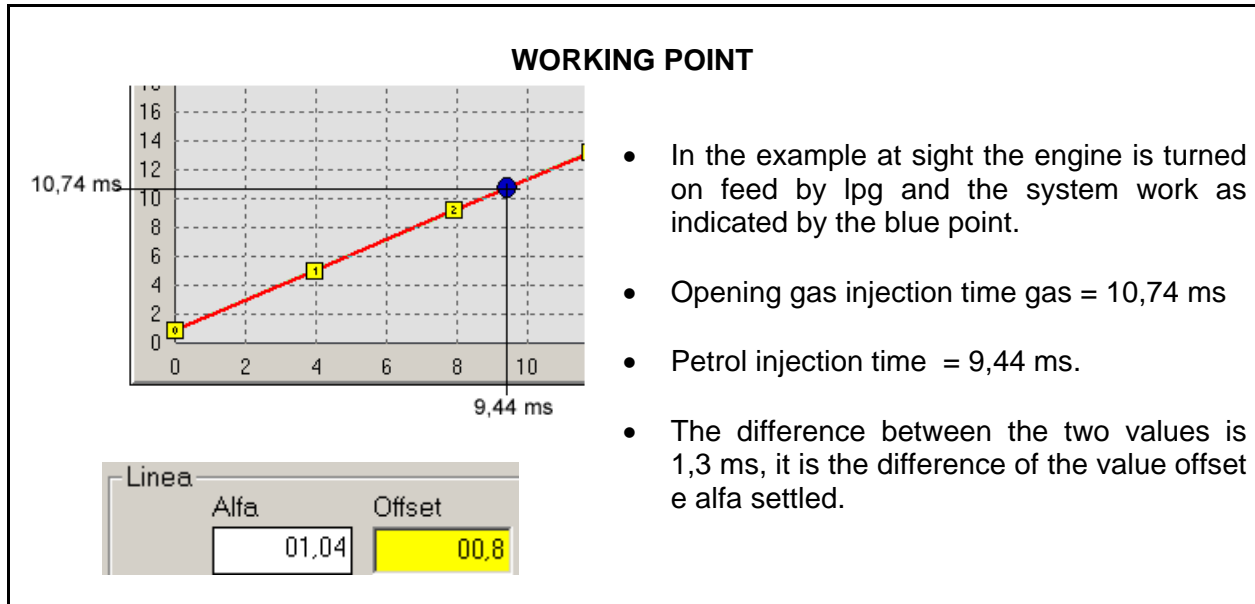 WORKING POINT
18
16
14
12
10
8
6
4
2
0
10,74 ms
0
1
2
0 2 4 6 8 10
9,44 ms
Linea
Alfa Offset
01,04 00,8
• In the example at sight the engine is turned
on feed by lpg and the system work as
indicated by the blue point.
• Opening gas injection time gas = 10,74 ms
• Petrol injection time = 9,44 ms.
• The difference between the two values is
1,3 ms, it is the difference of the value offset
e alfa settled.